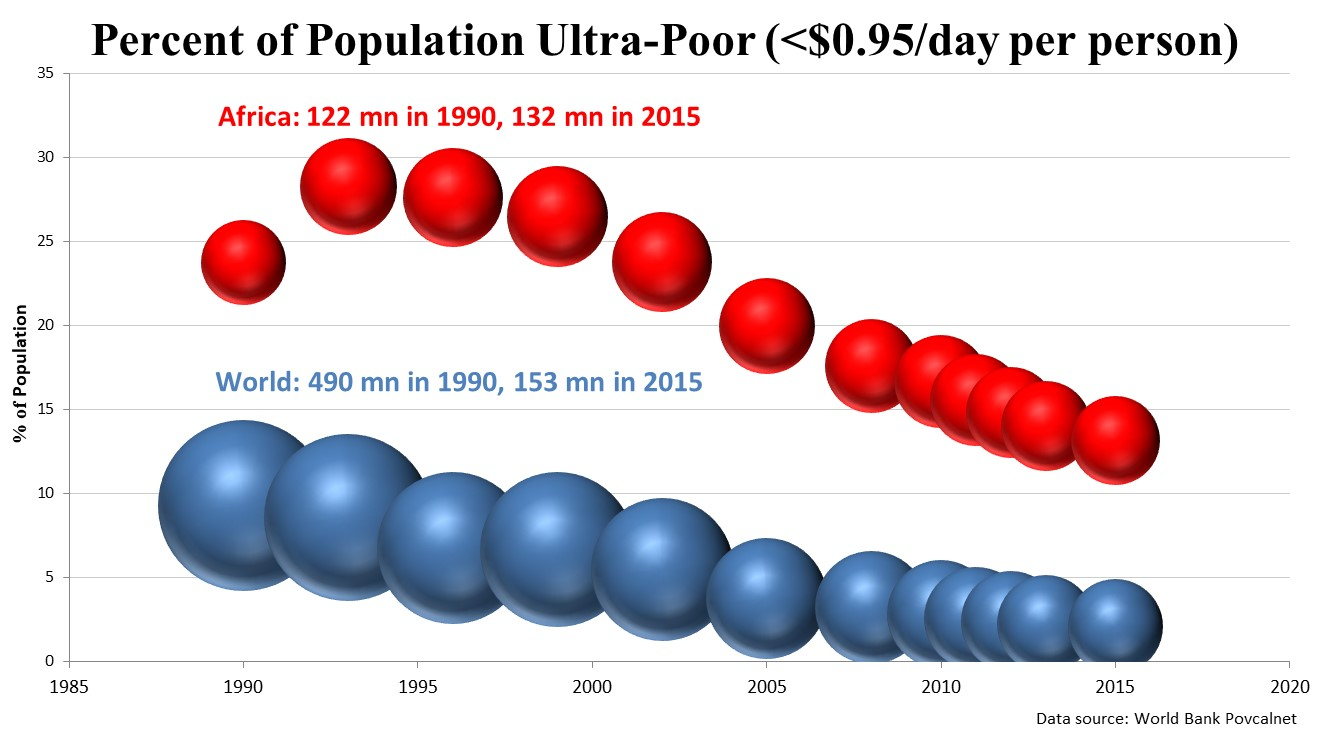 Percent of Population Ultra-Poor (<$0.95/day per person)
35
Africa: 122 mn in 1990, 132 mn in 2015
30
25
20
World: 490 mn in 1990, 153 mn in 2015
15
10
5
0
% of Population
1985 1990 1995 2000 2005 2010 2015 2020
Data source: World Bank Povcalnet